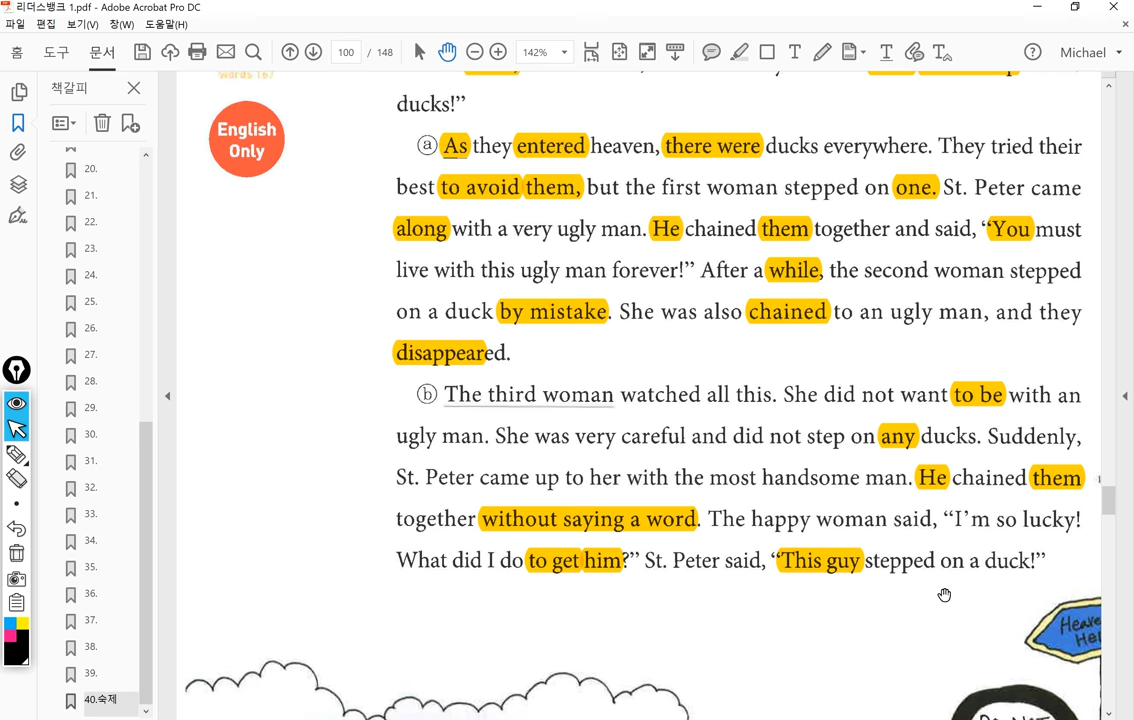 리더스뱅크 1.pdf - Adobe Acrobat Pro DC
파일 편집 보기(V) 창(W) 도움말(H)
홈 도구 문서 100 / 148 142% Michael
책갈피
20.
21.
22.
23.
24.
25.
26.
27.
28.
29.
30.
31.
32.
33.
34.
35.
36.
37.
38.
39.
40.숙제
words 167
English
Only
ducks!”
ⓐ As they entered heaven, there were ducks everywhere. They tried their
best to avoid them, but the first woman stepped on one. St. Peter came
along with a very ugly man. He chained them together and said, “You must
live with this ugly man forever!” After a while, the second woman stepped
on a duck by mistake. She was also chained to an ugly man, and they
disappeared.
ⓑ The third woman watched all this. She did not want to be with an
ugly man. She was very careful and did not step on any ducks. Suddenly,
St. Peter came up to her with the most handsome man. He chained them
together without saying a word. The happy woman said, “I’m so lucky!
What did I do to get him?” St. Peter said, “This guy stepped on a duck!”